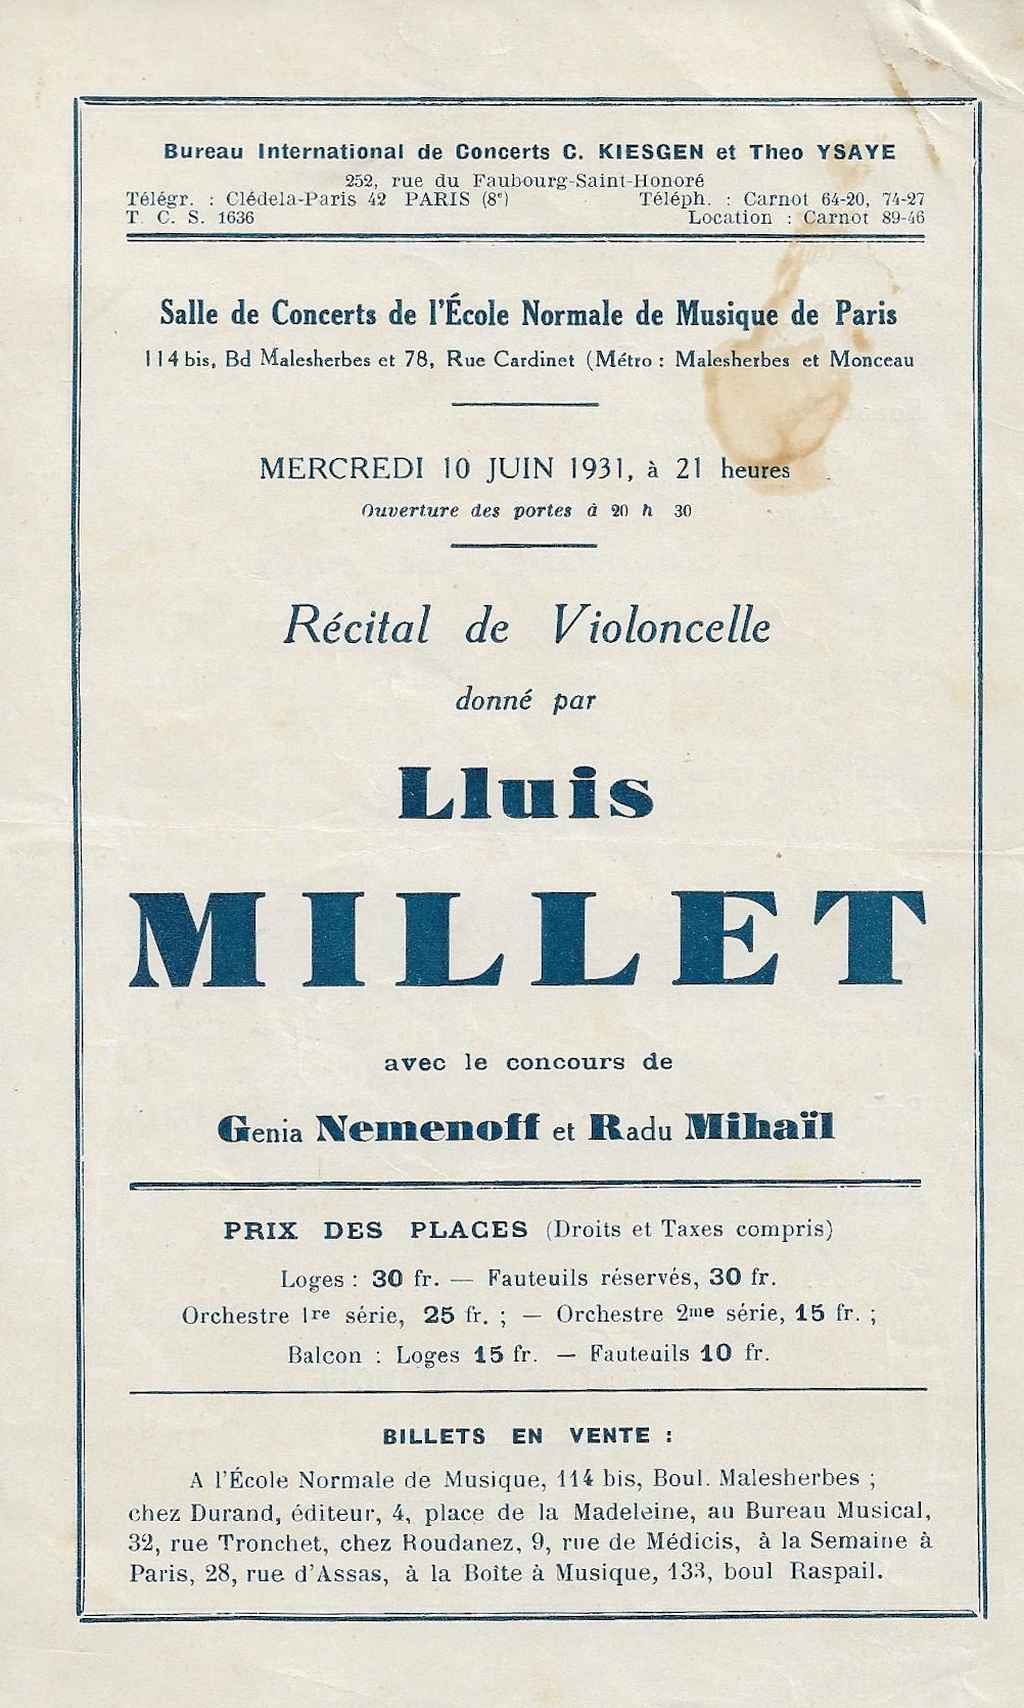 Bureau International de Concerts C. KIESGEN et Theo YSAYE
252, rue du Faubourg-Saint-Honoré
Télégr. : Clédela-Paris 42 PARIS (8e) Téléph. : Carnot 64-20, 74-27
T. C. S. 1636 Location : Carnot 89-46
Salle de Concerts de l'École Normale de Musique de Paris
114 bis, Bd Malesherbes et 78, Rue Cardinet (Métro : Malesherbes et Monceau
MERCREDI 10 JUIN 1931, à 21 heures
Ouverture des portes à 20 h 30
Récital de Violoncelle
donné par
Lluis
MILLET
avec le concours de
Genia Nemenoff et Radu Mihaïl
PRIX DES PLACES (Droits et Taxes compris)
Loges : 30 fr. — Fauteuils réservés, 30 fr.
Orchestre 1re série, 25 fr. ; — Orchestre 2me série, 15 fr. ;
Balcon : Loges 15 fr. — Fauteuils 10 fr.
BILLETS EN VENTE :
A l'École Normale de Musique, 114 bis, Boul. Malesherbes ;
chez Durand, éditeur, 4, place de la Madeleine, au Bureau Musical,
32, rue Tronchet, chez Roudanez, 9, rue de Médicis, à la Semaine à
Paris, 28, rue d'Assas, à la Boîte à Musique, 133, boul Raspail.